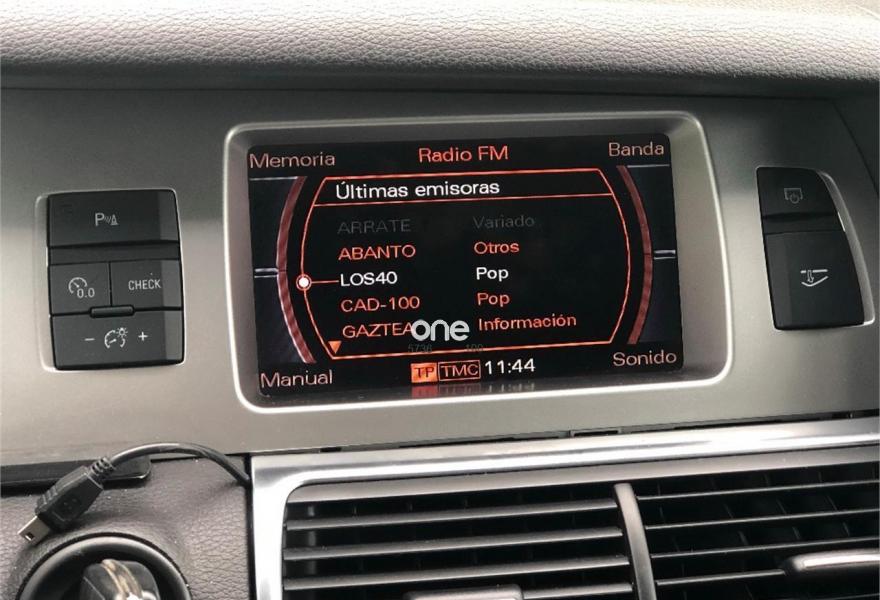 Memoria Radio FM Banda
Últimas emisoras
ARRATE Variado
ABANTO Otros
LOS40 Pop
CAD-100 Pop
GAZTEA Información
one
Manual TP TMC 11:44 Sonido
P
0.0 CHECK
- +